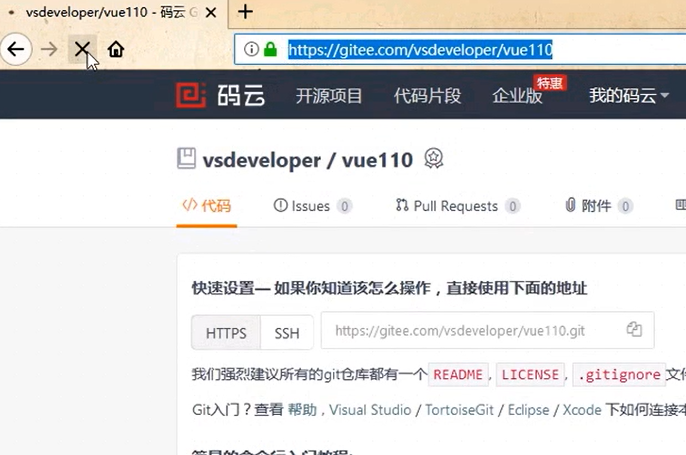 vsdeveloper/vue110 - 码云 G
https://gitee.com/vsdeveloper/vue110
码云 开源项目 代码片段 企业版 特惠 我的码云
vsdeveloper / vue110
</> 代码 Issues 0 Pull Requests 0 附件 0
快速设置— 如果你知道该怎么操作，直接使用下面的地址
HTTPS SSH https://gitee.com/vsdeveloper/vue110.git
我们强烈建议所有的git仓库都有一个 README, LICENSE, .gitignore 文件
Git入门？查看 帮助 , Visual Studio / TortoiseGit / Eclipse / Xcode 下如何连接本